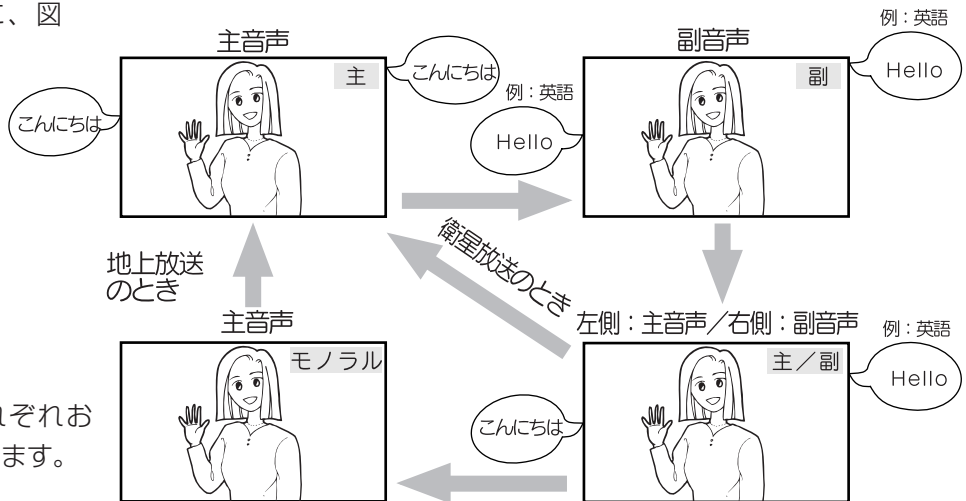 に、図
主音声
主
こんにちは
こんにちは
副音声
副
例：英語
Hello
例：英語
Hello
地上放送
のとき
衛星放送のとき
主音声
モノラル
左側：主音声／右側：副音声
主／副
例：英語
Hello
こんにちは
れぞれお
ます。